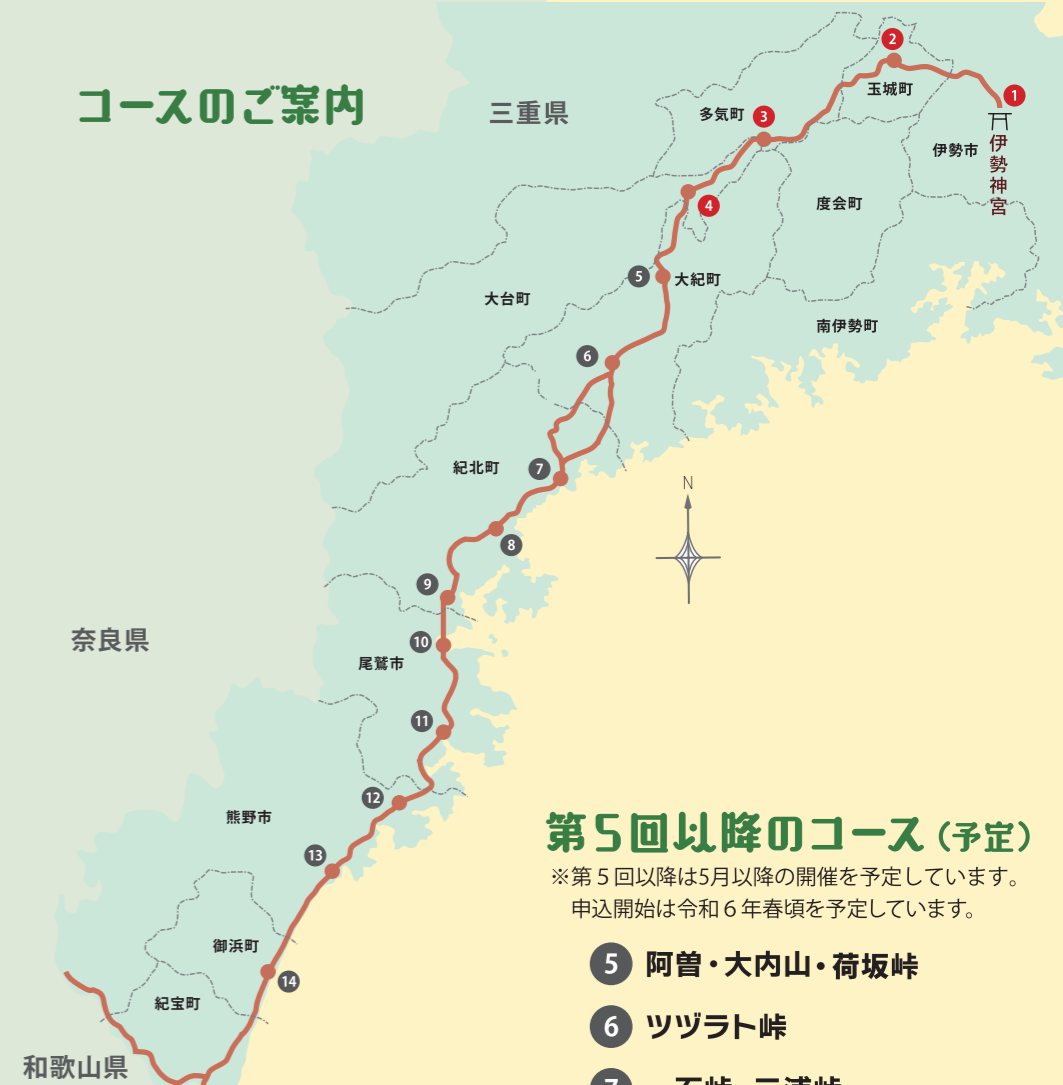 コースのご案内
三重県
2
玉城町
1
多気町
3
伊勢市
伊勢神宮
4
度会町
5
大紀町
大台町
南伊勢町
6
紀北町
7
N
8
9
奈良県
10
尾鷲市
11
12
熊野市
第5回以降のコース（予定）
13
※第５回以降は5月以降の開催を予定しています。
申込開始は令和６年春頃を予定しています。
御浜町
5 阿曽・大内山・荷坂峠
14
紀宝町
6 ツヅラト峠
和歌山県
7